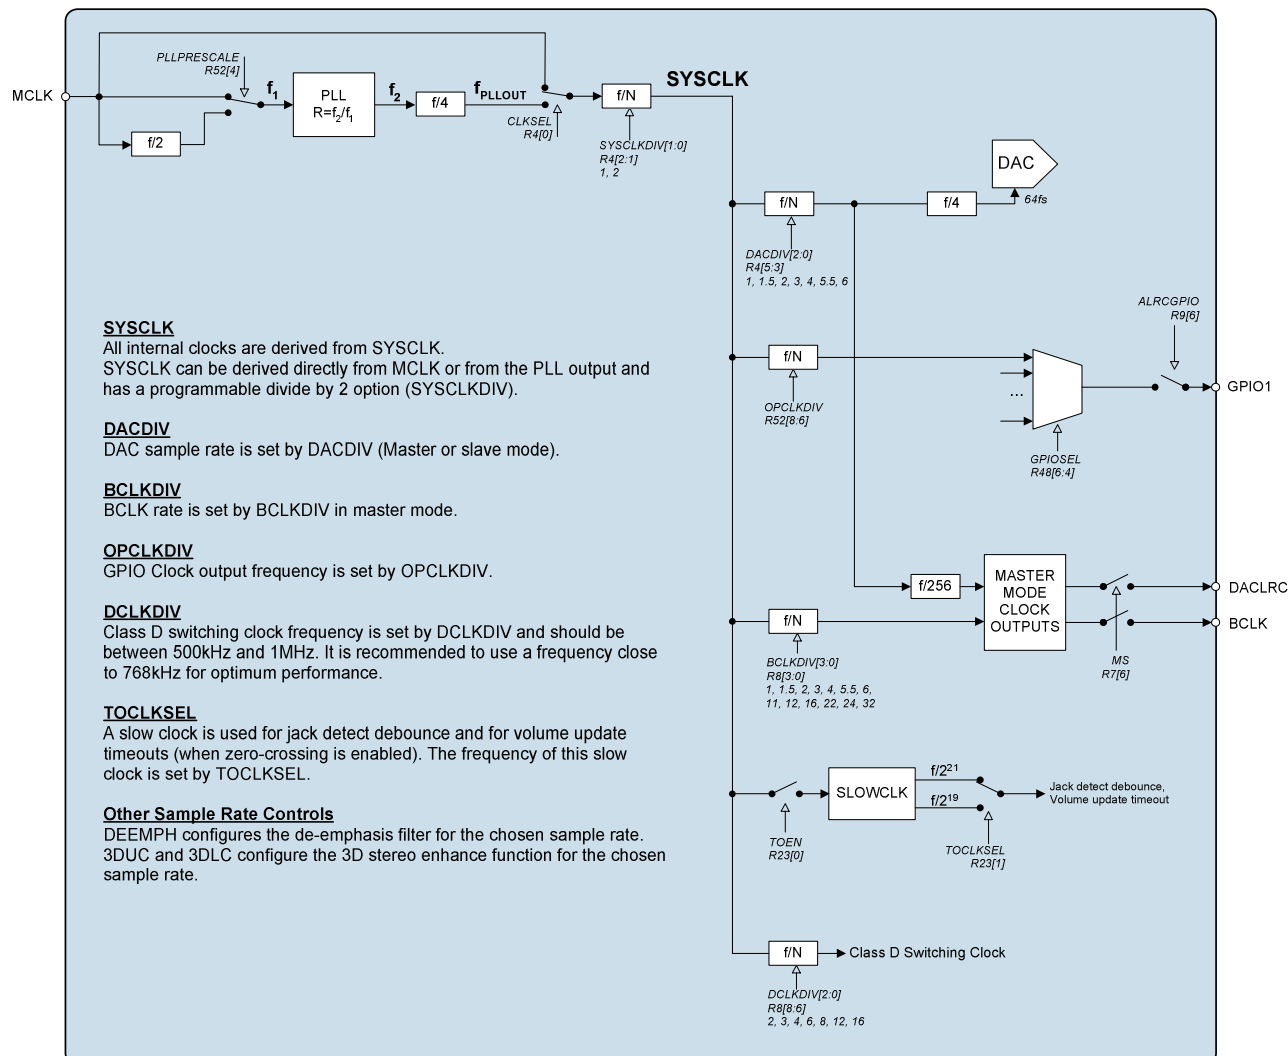 MCLK
PLLPRESCALE
R52[4]
f1
PLL
R=f2/f1
f2
f/4
fPLLOUT
f/2
CLKSEL
R4[0]
f/N
SYSCLK
SYSCLKDIV[1:0]
R4[2:1]
1, 2
DAC
64fs
f/N
f/4
DACDIV[2:0]
R4[5:3]
1, 1.5, 2, 3, 4, 5.5, 6
ALRCGPIO
R9[6]
f/N
...
GPIO1
OPCLKDIV
R52[8:6]
GPIOSEL
R48[6:4]
f/256
MASTER
MODE
CLOCK
OUTPUTS
DACLRC
BCLK
f/N
BCLKDIV[3:0]
R8[3:0]
1, 1.5, 2, 3, 4, 5.5, 6,
11, 12, 16, 22, 24, 32
MS
R7[6]
SLOWCLK
f/2^21
f/2^19
Jack detect debounce,
Volume update timeout
TOEN
R23[0]
TOCLKSEL
R23[1]
f/N
Class D Switching Clock
DCLKDIV[2:0]
R8[8:6]
2, 3, 4, 6, 8, 12, 16
SYSCLK
All internal clocks are derived from SYSCLK.
SYSCLK can be derived directly from MCLK or from the PLL output and
has a programmable divide by 2 option (SYSCLKDIV).
DACDIV
DAC sample rate is set by DACDIV (Master or slave mode).
BCLKDIV
BCLK rate is set by BCLKDIV in master mode.
OPCLKDIV
GPIO Clock output frequency is set by OPCLKDIV.
DCLKDIV
Class D switching clock frequency is set by DCLKDIV and should be
between 500kHz and 1MHz. It is recommended to use a frequency close
to 768kHz for optimum performance.
TOCLKSEL
A slow clock is used for jack detect debounce and for volume update
timeouts (when zero-crossing is enabled). The frequency of this slow
clock is set by TOCLKSEL.
Other Sample Rate Controls
DEEMPH configures the de-emphasis filter for the chosen sample rate.
3DUC and 3DLC configure the 3D stereo enhance function for the chosen
sample rate.